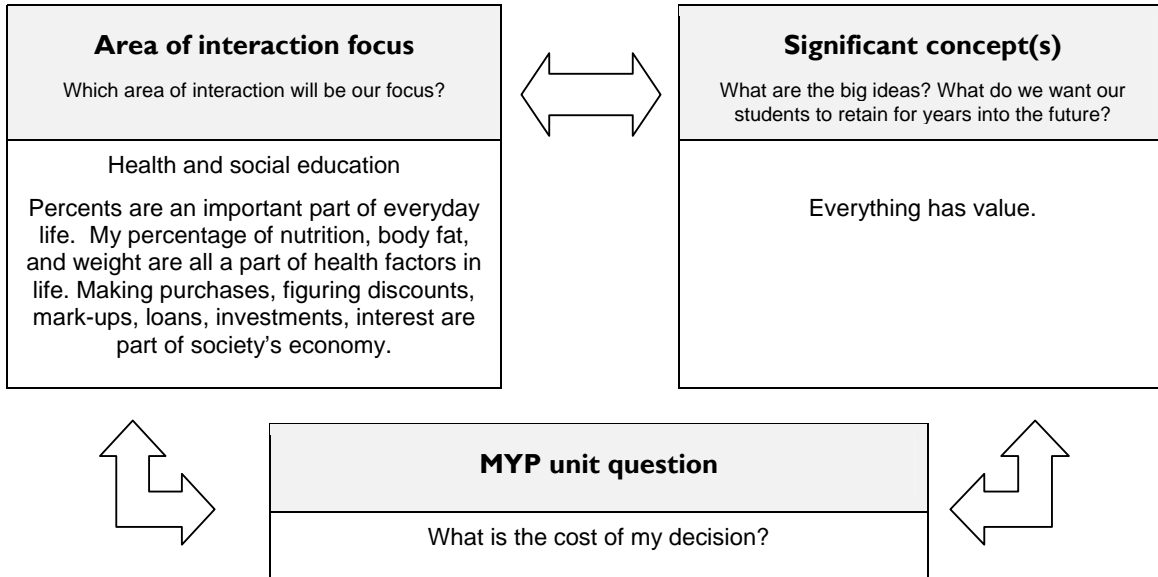 Area of interaction focus
Which area of interaction will be our focus?
Health and social education
Percents are an important part of everyday
life.  My percentage of nutrition, body fat,
and weight are all a part of health factors in
life. Making purchases, figuring discounts,
mark-ups, loans, investments, interest are
part of society’s economy.
Significant concept(s)
What are the big ideas? What do we want our
students to retain for years into the future?
Everything has value.
MYP unit question
What is the cost of my decision?